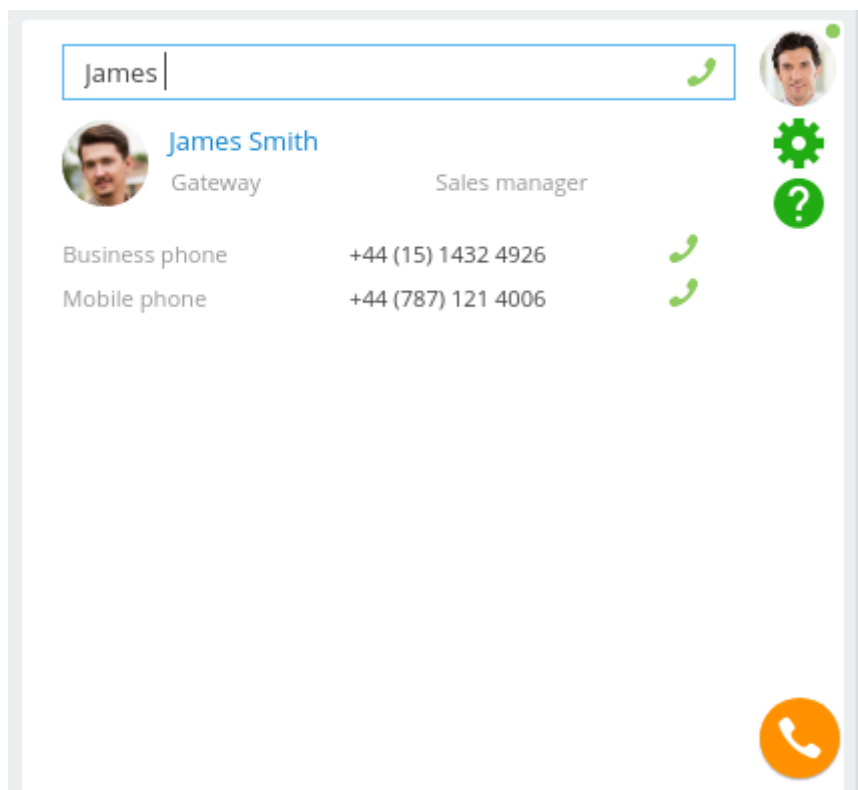 James
James Smith
Gateway Sales manager
Business phone +44 (15) 1432 4926
Mobile phone +44 (787) 121 4006
?